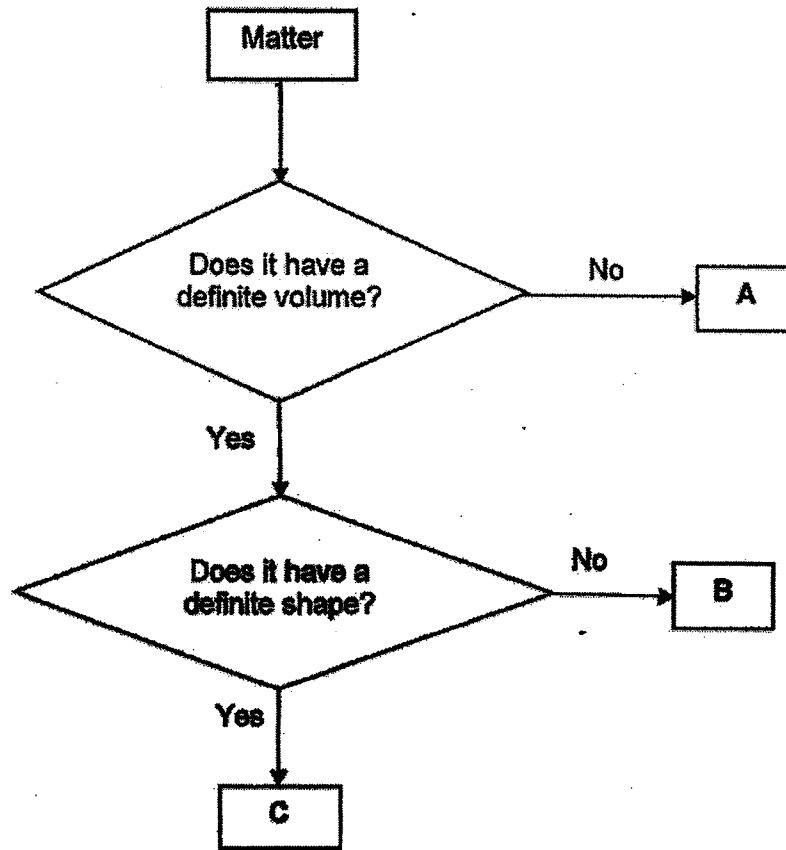 Matter
Does it have a
definite volume?
No
A
Yes
Does it have a
definite shape?
No
B
Yes
C